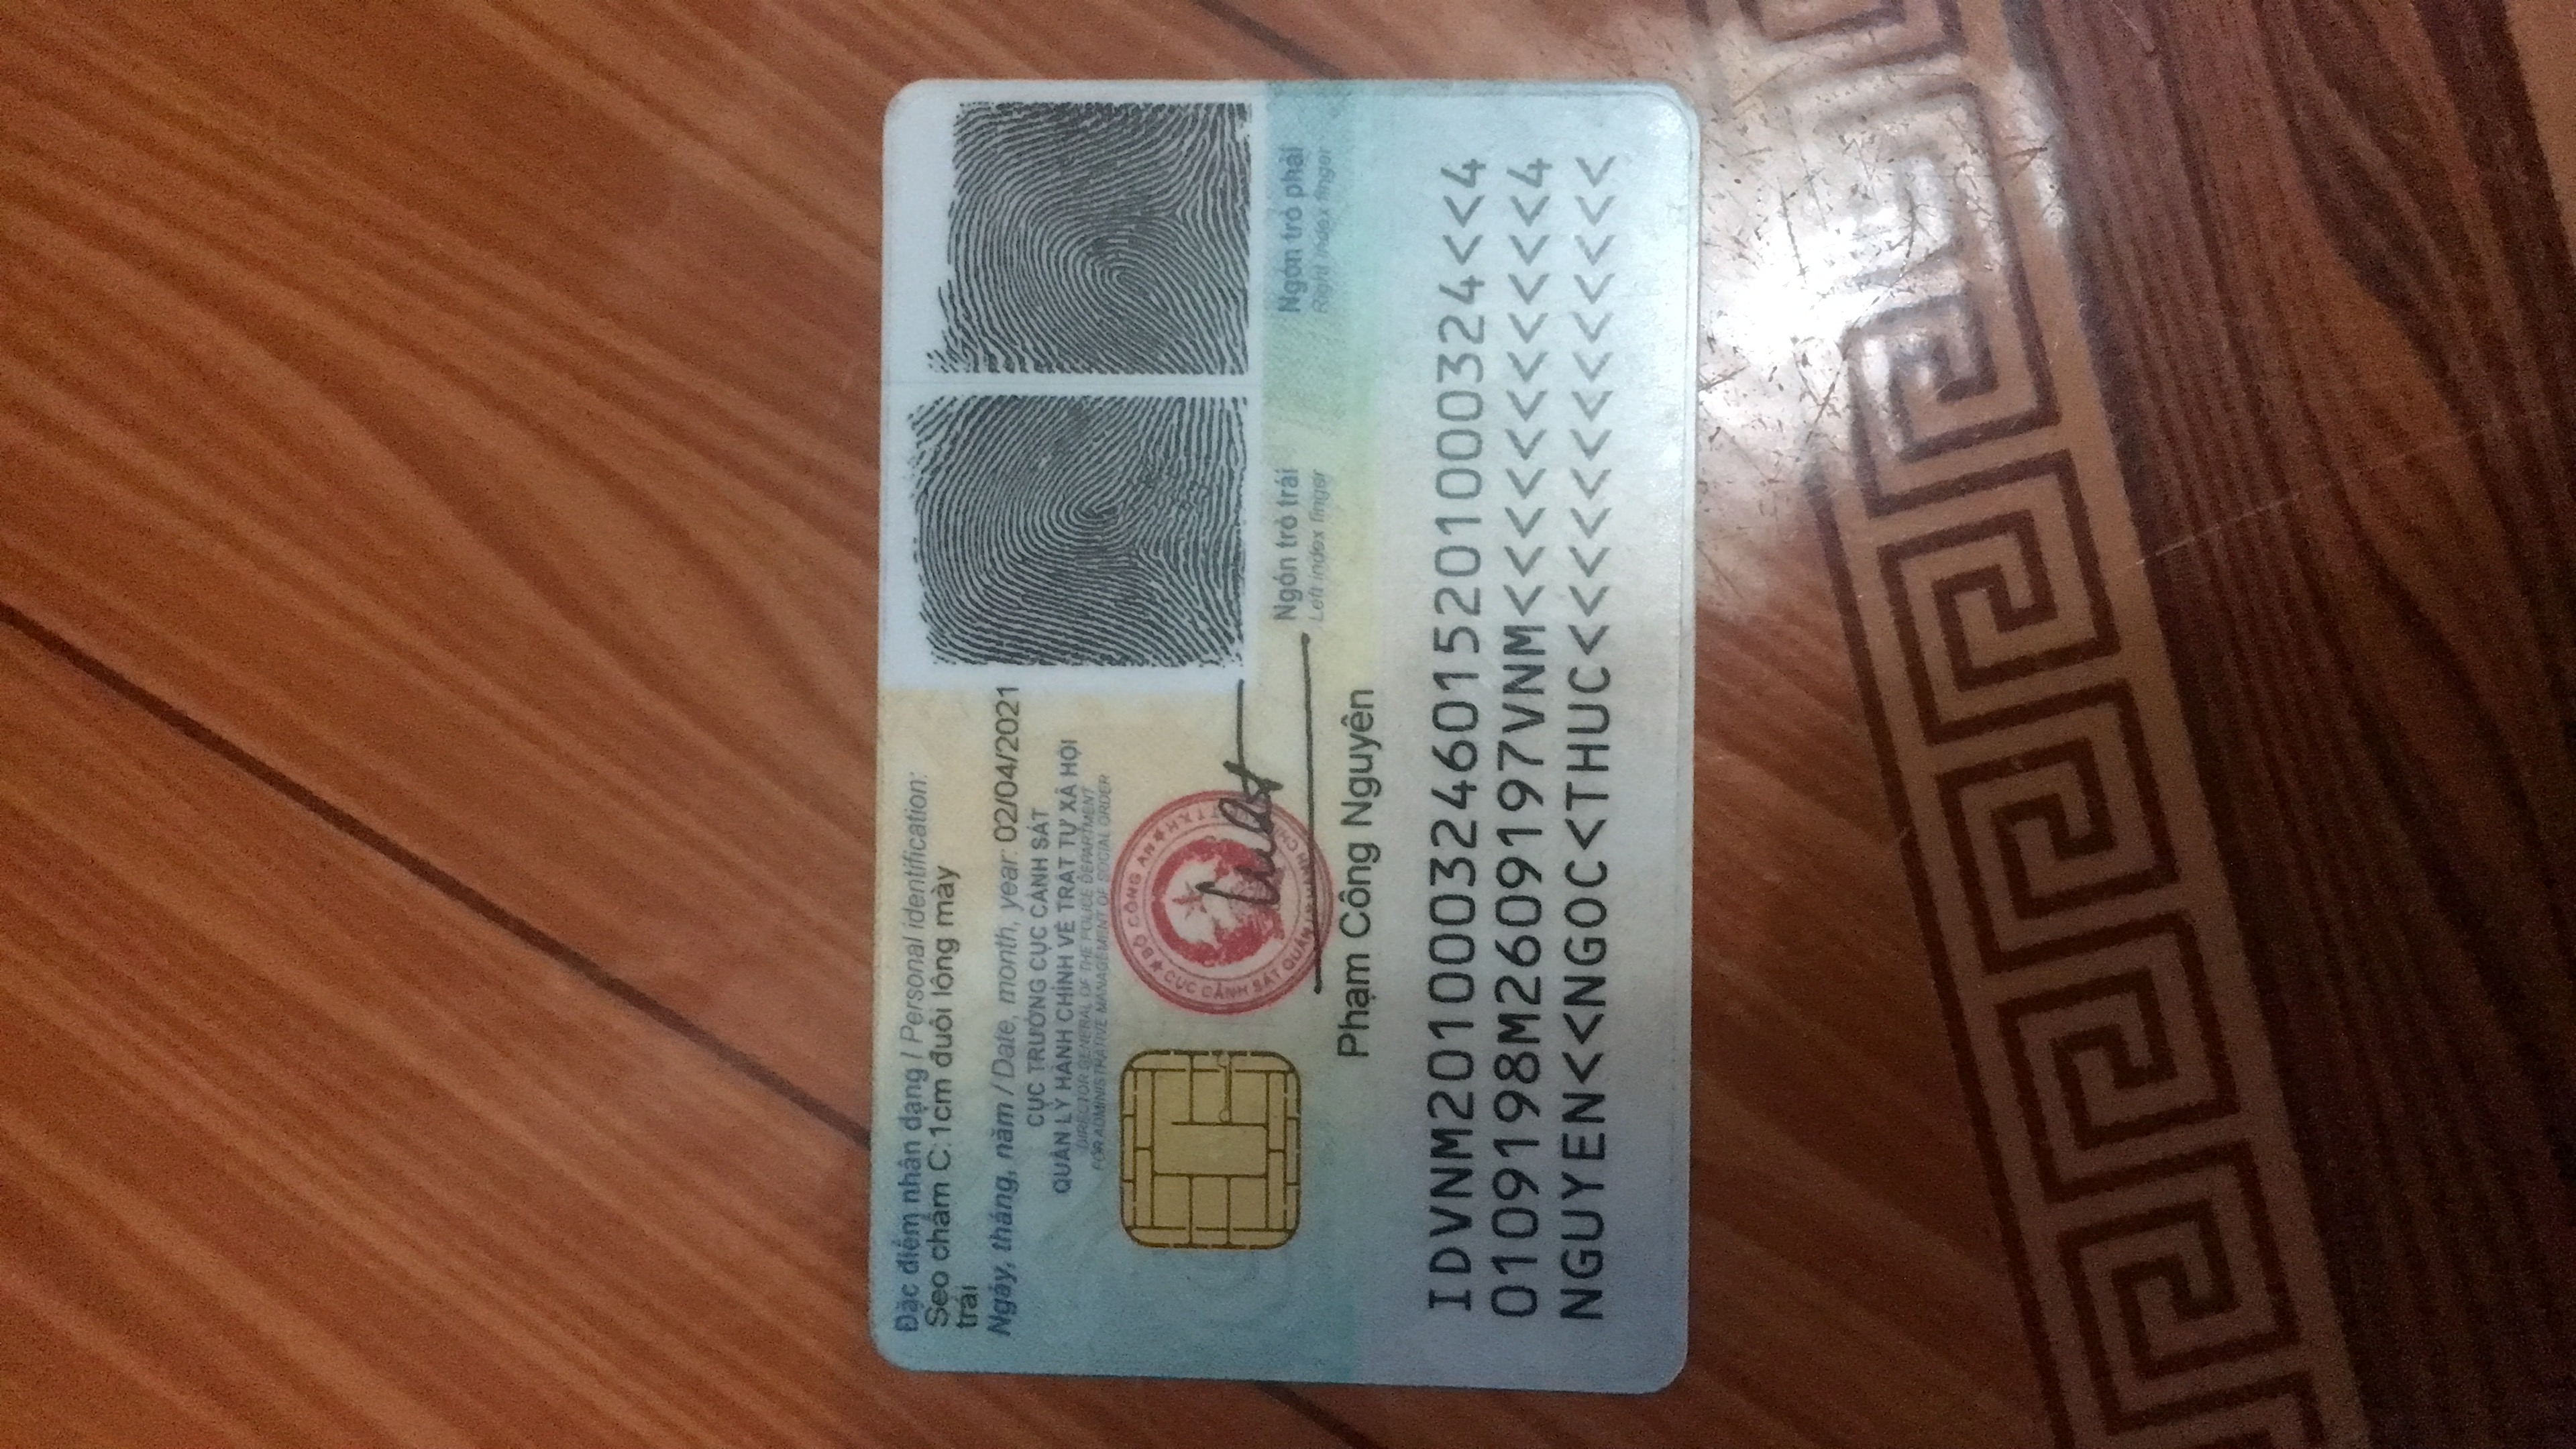 Đặc điểm nhân dạng / Personal identification:
Sẹo chấm C:1cm đuôi lông mày
trái
Ngày, tháng, năm / Date, month, year: 02/04/2021
CỤC TRƯỞNG CỤC CẢNH SÁT
QUẢN LÝ HÀNH CHÍNH VỀ TRẬT TỰ XÃ HỘI
DIRECTOR GENERAL OF THE POLICE DEPARTMENT
FOR ADMINISTRATIVE MANAGEMENT OF SOCIAL ORDER
BỘ CÔNG AN
CỤC CẢNH SÁT QUẢN LÝ HÀNH CHÍNH
Ngón trỏ trái
Left index finger
Ngón trỏ phải
Right index finger
Phạm Công Nguyên
IDVNM2010003246015201000324<<4
0109198M2609197VNM<<<<<<<<<<<4
NGUYEN<<NGOC<THUC<<<<<<<<<<<<<